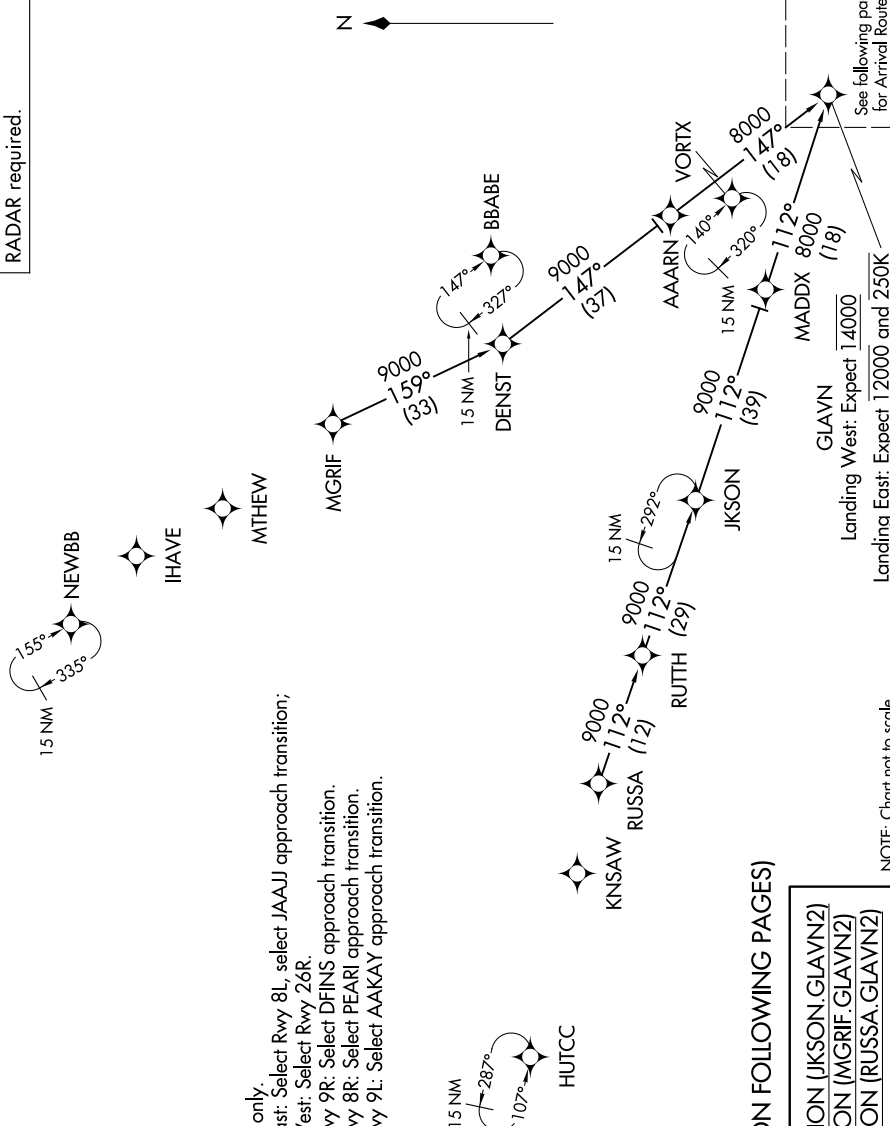 RADAR required.
N
NEWBB
155°
335°
15 NM
IHAVE
MTHEW
MGRIF
9000
159°
(33)
BBABE
147°
327°
15 NM
DENST
9000
147°
(37)
AAARN
VORTX
140°
320°
15 NM
8000
147°
(18)
See following pa
for Arrival Route
only.
ast: Select Rwy 8L, select JAAJJ approach transition;
Vest: Select Rwy 26R.
vy 9R: Select DFINS approach transition.
vy 8R: Select PEARI approach transition.
vy 9L: Select AAKAY approach transition.
HUTCC
287°
107°
15 NM
KNSAW
RUSSA
9000
112°
(12)
RUTTH
9000
112°
(29)
JKSON
292°
15 NM
9000
112°
(39)
MADDX
112°
8000
(18)
GLAVN
Landing West: Expect 14000
Landing East: Expect 12000 and 250K
NOTE: Chart not to scale
ON FOLLOWING PAGES)
ION (JKSON.GLAVN2)
ON (MGRIF.GLAVN2)
ON (RUSSA.GLAVN2)